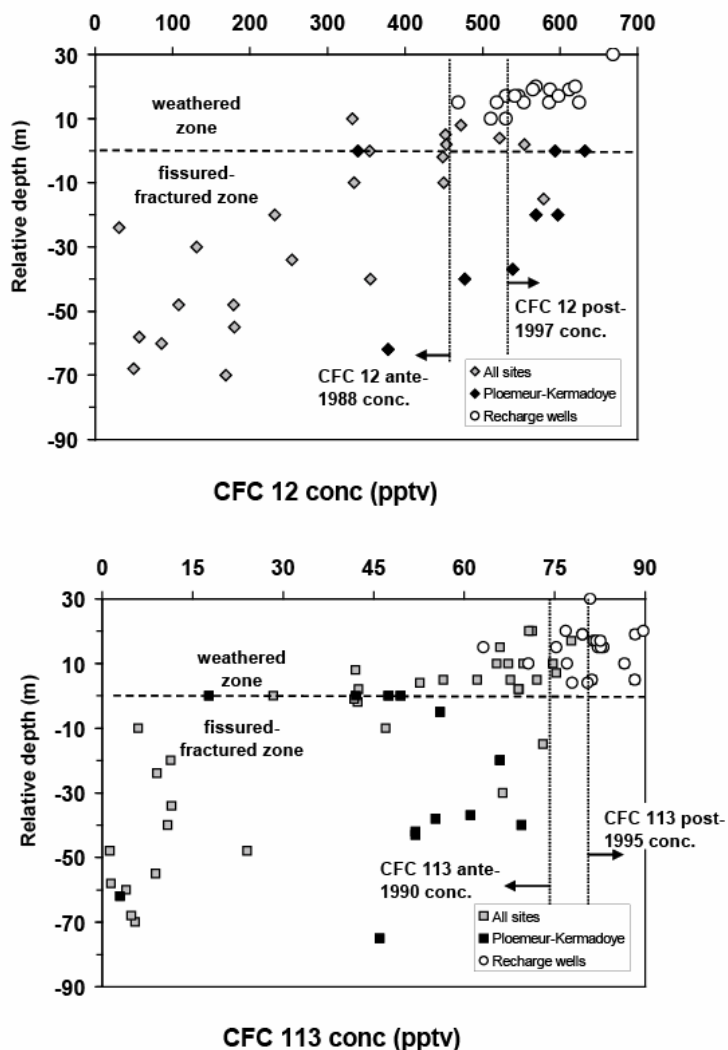 0 100 200 300 400 500 600 700
30
10
-10
-30
-50
-70
-90
Relative depth (m)
weathered
zone
fissured-
fractured zone
CFC 12 post-
1997 conc.
CFC 12 ante-
1988 conc.
All sites
Ploemeur-Kermadoye
Recharge wells
CFC 12 conc (pptv)
0 15 30 45 60 75 90
30
10
-10
-30
-50
-70
-90
Relative depth (m)
weathered
zone
fissured-
fractured zone
CFC 113 post-
1995 conc.
CFC 113 ante-
1990 conc.
All sites
Ploemeur-Kermadoye
Recharge wells
CFC 113 conc (pptv)